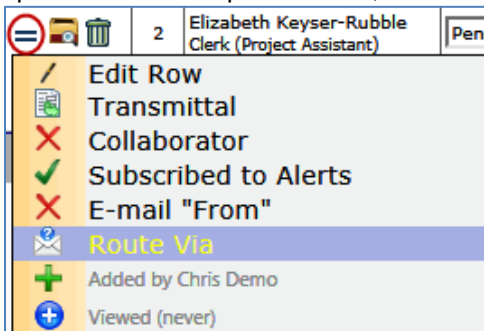 2
Elizabeth Keyser-Rubble
Clerk (Project Assistant)
Pen
Edit Row
Transmittal
Collaborator
Subscribed to Alerts
E-mail "From"
Route Via
Added by Chris Demo
Viewed (never)